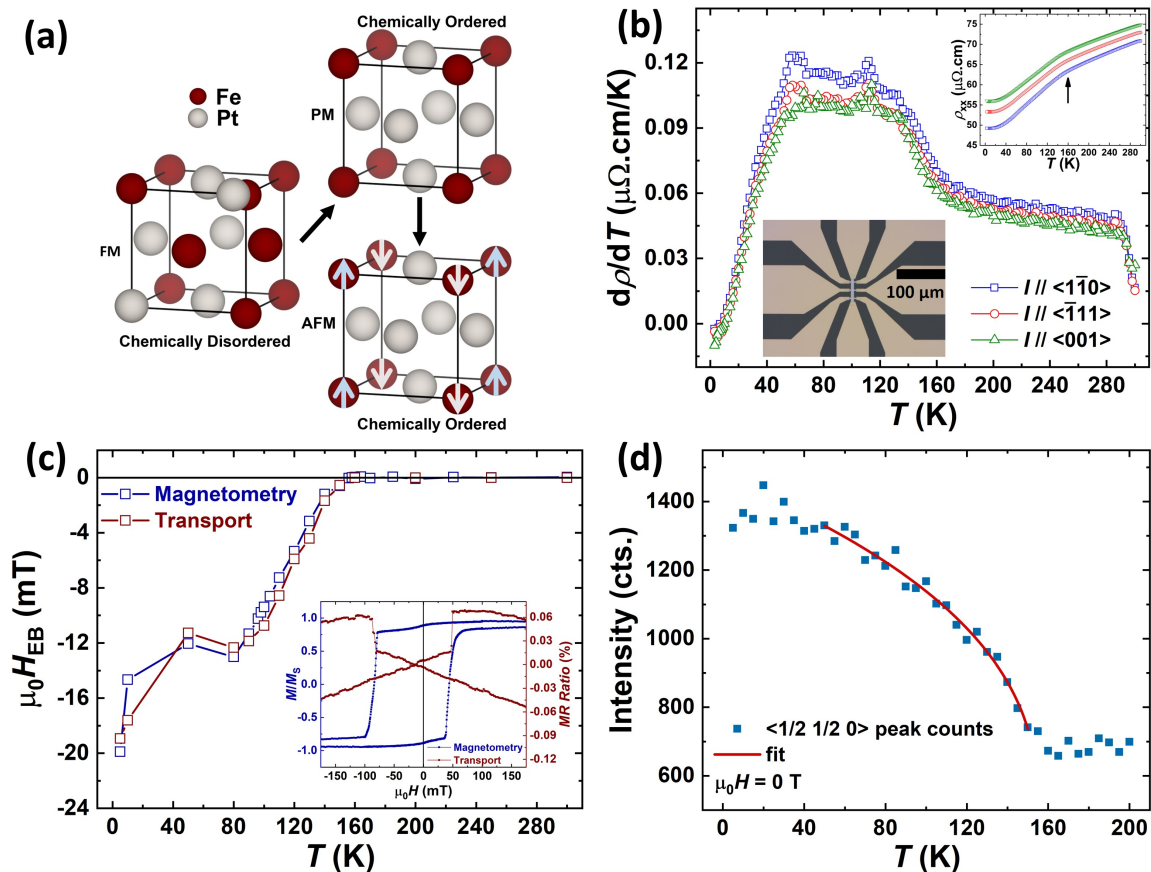 (a)
Chemically Ordered
Fe
Pt
PM
FM
Chemically Disordered
AFM
Chemically Ordered
(b)
dρ/dT (μΩ.cm/K)
0.12
0.09
0.06
0.03
0.00
0 40 80 120 160 200 240 280
T (K)
ρxx (μΩ.cm)
75
70
65
60
55
50
45
0 40 80 120 160 200 240 280
T (K)
100 μm
I // <11̅0>
I // <1̅11>
I // <001>
(c)
μ0HEB (mT)
0
-4
-8
-12
-16
-20
-24
0 40 80 120 160 200 240 280
T (K)
Magnetometry
Transport
M/MS
1.0
0.5
0.0
-0.5
-1.0
MR Ratio (%)
0.06
0.03
0.00
-0.03
-0.06
-0.09
-0.12
Magnetometry
Transport
-150 -100 -50 0 50 100 150
μ0H (mT)
(d)
Intensity (cts.)
1400
1200
1000
800
600
<1/2 1/2 0> peak counts
fit
μ0H = 0 T
0 40 80 120 160 200
T (K)